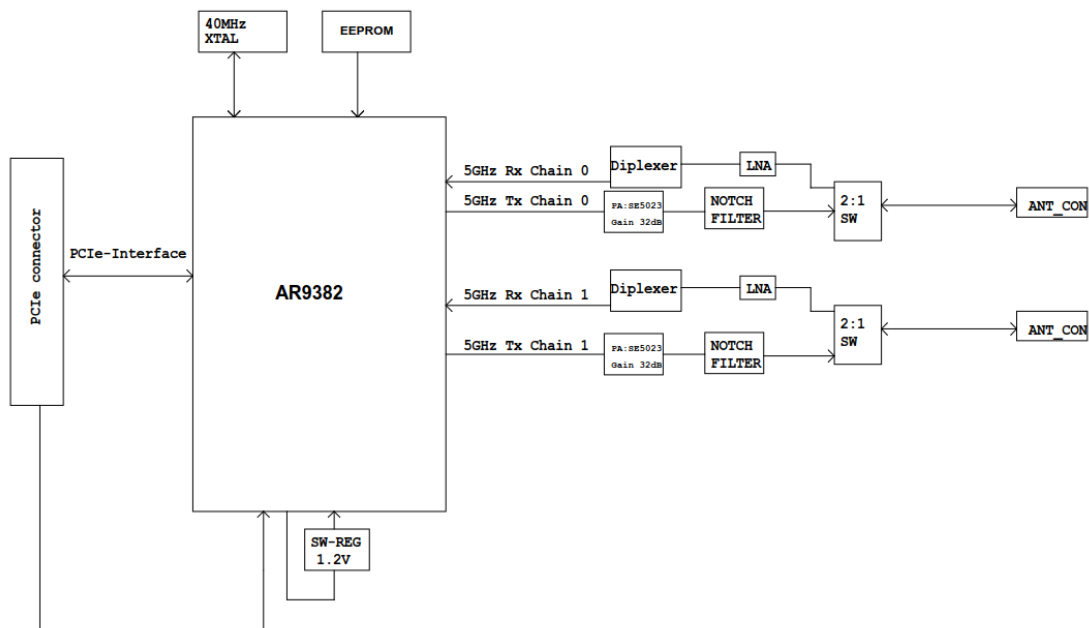 40MHz
XTAL
EEPROM
5GHz Rx Chain 0
Diplexer
LNA
5GHz Tx Chain 0
PA:SE5023
Gain 32dB
NOTCH
FILTER
2:1
SW
ANT_CON
PCIe connector
PCIe-Interface
AR9382
5GHz Rx Chain 1
Diplexer
LNA
5GHz Tx Chain 1
PA:SE5023
Gain 32dB
NOTCH
FILTER
2:1
SW
ANT_CON
SW-REG
1.2V